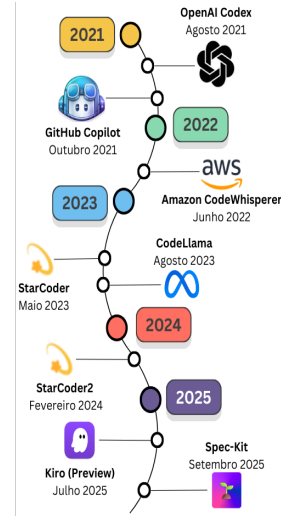 OpenAI Codex
Agosto 2021
2021
GitHub Copilot
Outubro 2021
2022
aws
Amazon CodeWhisperer
Junho 2022
2023
CodeLlama
Agosto 2023
StarCoder
Maio 2023
2024
StarCoder2
Fevereiro 2024
2025
Kiro (Preview)
Julho 2025
Spec-Kit
Setembro 2025